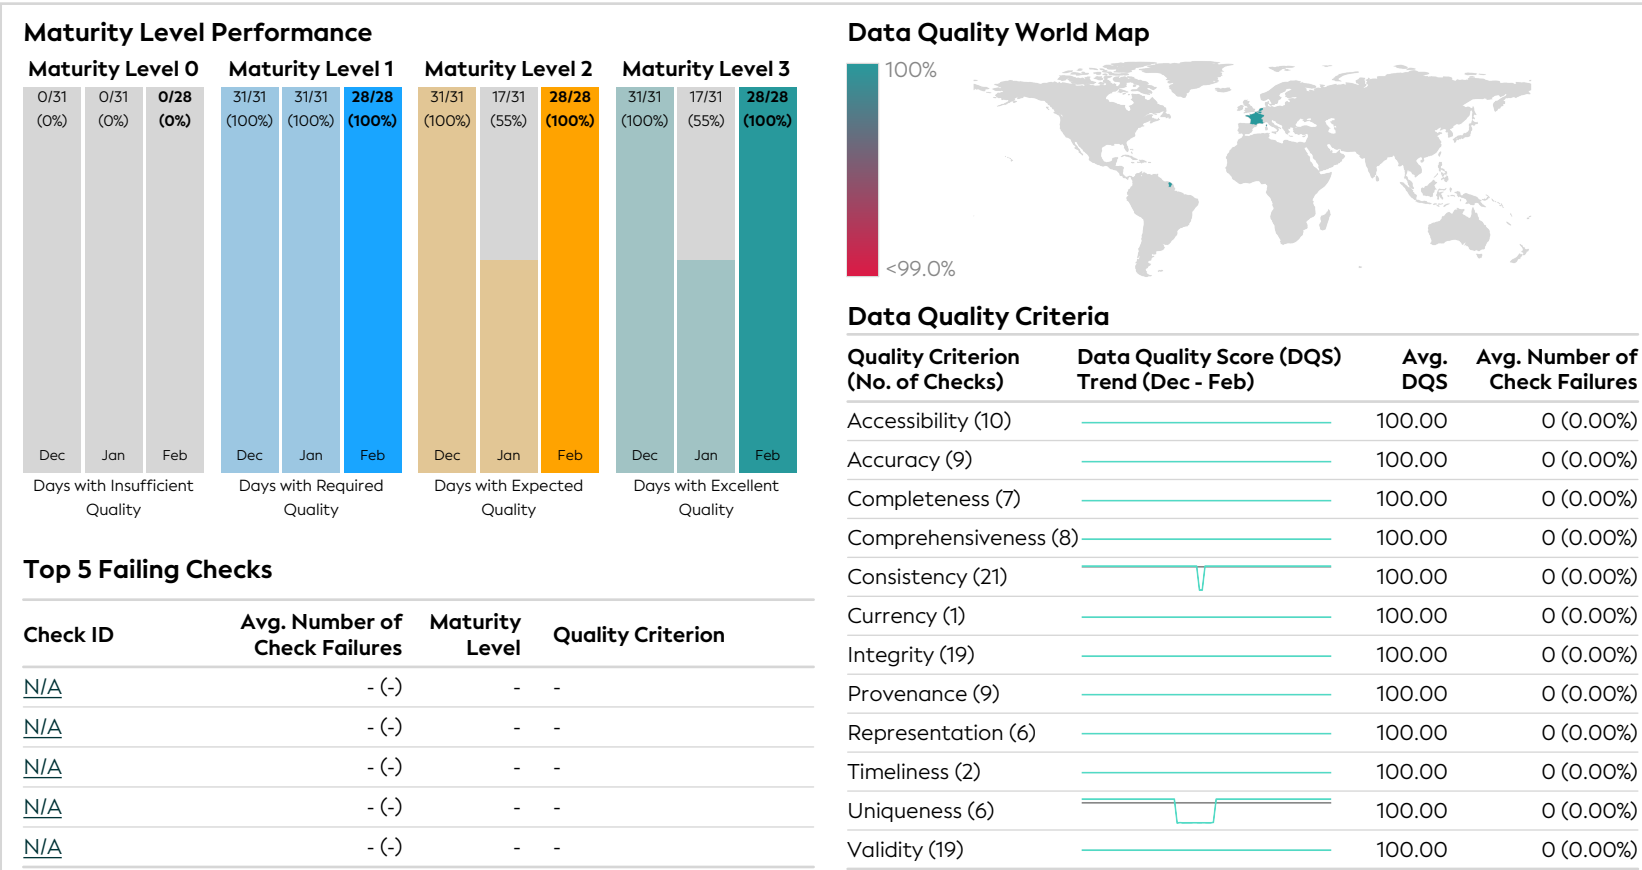 Maturity Level Performance
Maturity Level 0
0/31 0/31 0/28
(0%) (0%) (0%)
Dec Jan Feb
Days with Insufficient
Quality
Maturity Level 1
31/31 31/31 28/28
(100%) (100%) (100%)
Dec Jan Feb
Days with Required
Quality
Maturity Level 2
31/31 17/31 28/28
(100%) (55%) (100%)
Dec Jan Feb
Days with Expected
Quality
Maturity Level 3
31/31 17/31 28/28
(100%) (55%) (100%)
Dec Jan Feb
Days with Excellent
Quality
Top 5 Failing Checks
Check ID Avg. Number of Check Failures Maturity Level Quality Criterion
N/A - (-) - -
N/A - (-) - -
N/A - (-) - -
N/A - (-) - -
N/A - (-) - -
Data Quality World Map
100%
<99.0%
Data Quality Criteria
Quality Criterion Data Quality Score (DQS) Avg. Avg. Number of
(No. of Checks) Trend (Dec - Feb) DQS Check Failures
Accessibility (10) 100.00 0 (0.00%)
Accuracy (9) 100.00 0 (0.00%)
Completeness (7) 100.00 0 (0.00%)
Comprehensiveness (8) 100.00 0 (0.00%)
Consistency (21) 100.00 0 (0.00%)
Currency (1) 100.00 0 (0.00%)
Integrity (19) 100.00 0 (0.00%)
Provenance (9) 100.00 0 (0.00%)
Representation (6) 100.00 0 (0.00%)
Timeliness (2) 100.00 0 (0.00%)
Uniqueness (6) 100.00 0 (0.00%)
Validity (19) 100.00 0 (0.00%)